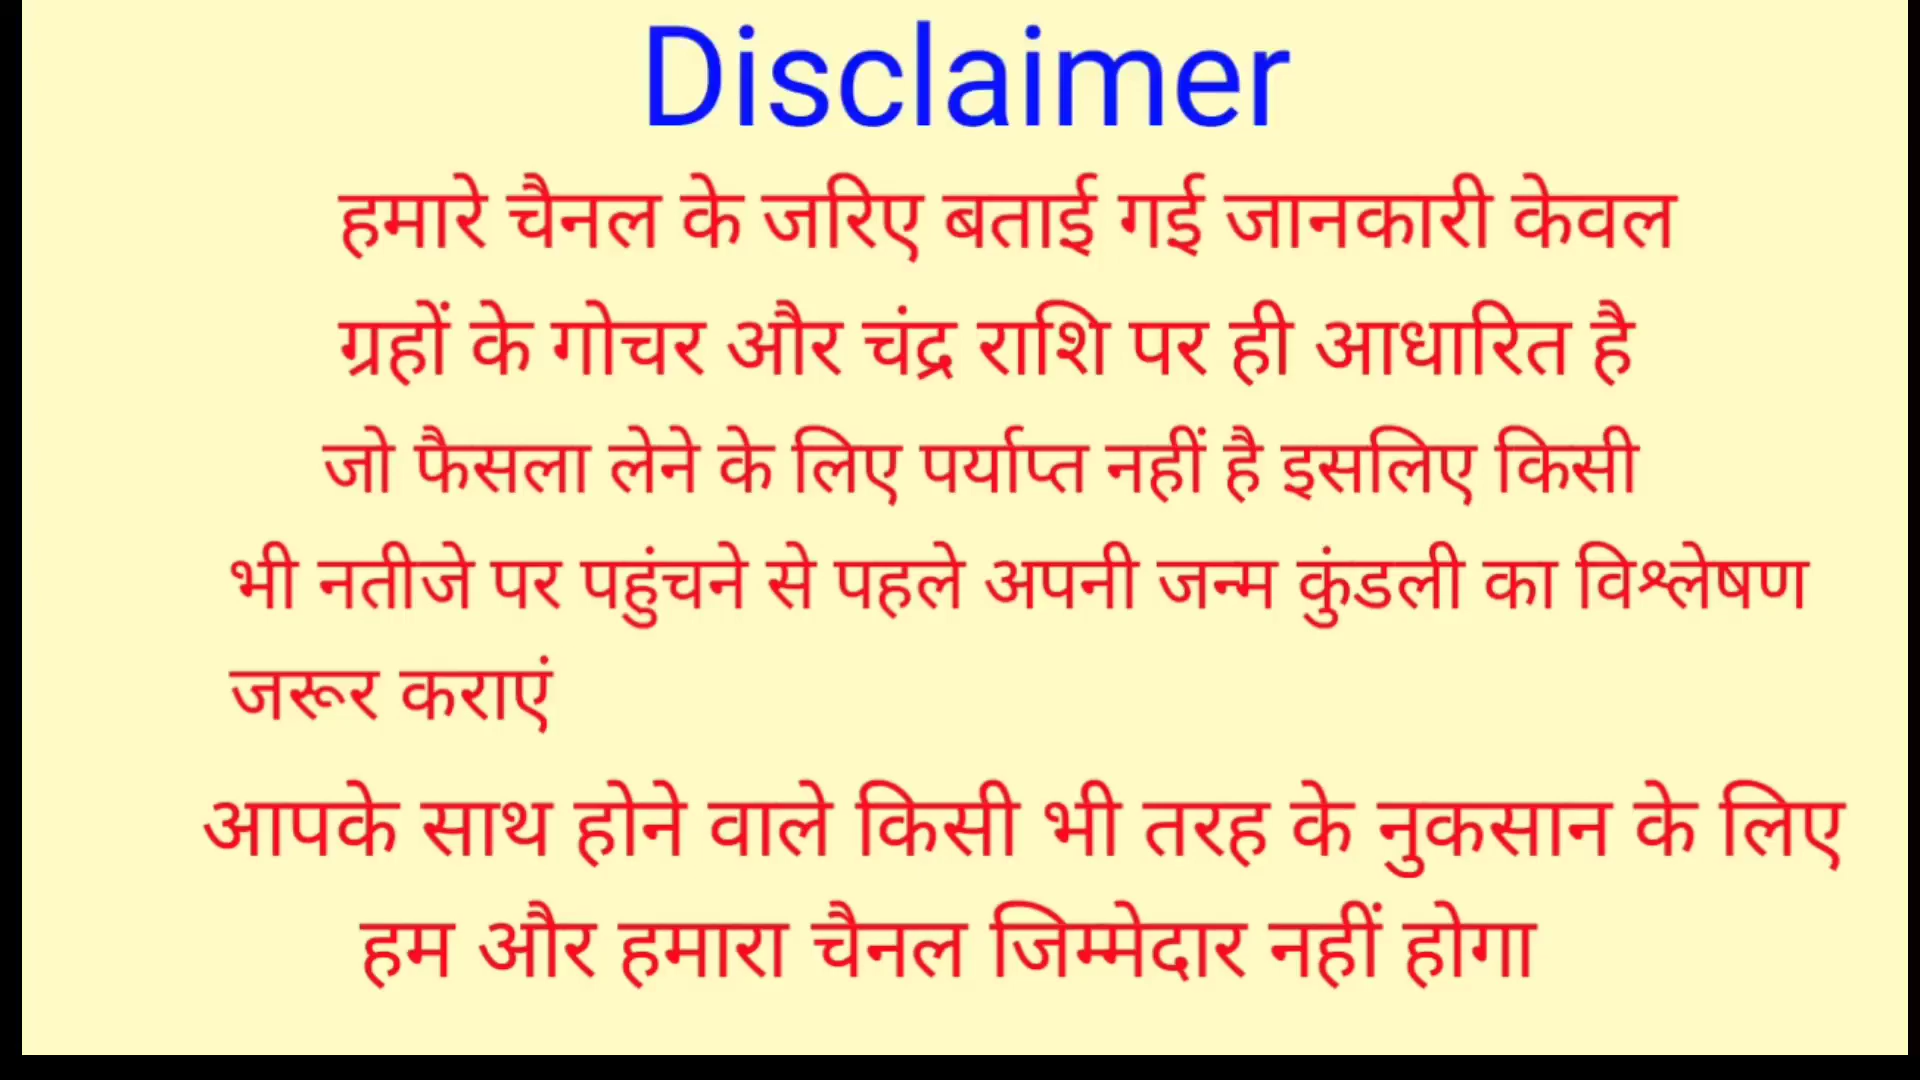 Disclaimer
हमारे चैनल के जरिए बताई गई जानकारी केवल
ग्रहों के गोचर और चंद्र राशि पर ही आधारित है
जो फैसला लेने के लिए पर्याप्त नहीं है इसलिए किसी
भी नतीजे पर पहुंचने से पहले अपनी जन्म कुंडली का विश्लेषण
जरूर कराएं
आपके साथ होने वाले किसी भी तरह के नुकसान के लिए
हम और हमारा चैनल जिम्मेदार नहीं होगा